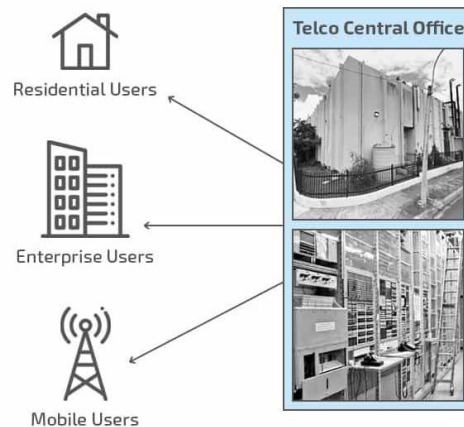 Telco Central Office
Residential Users
Enterprise Users
Mobile Users